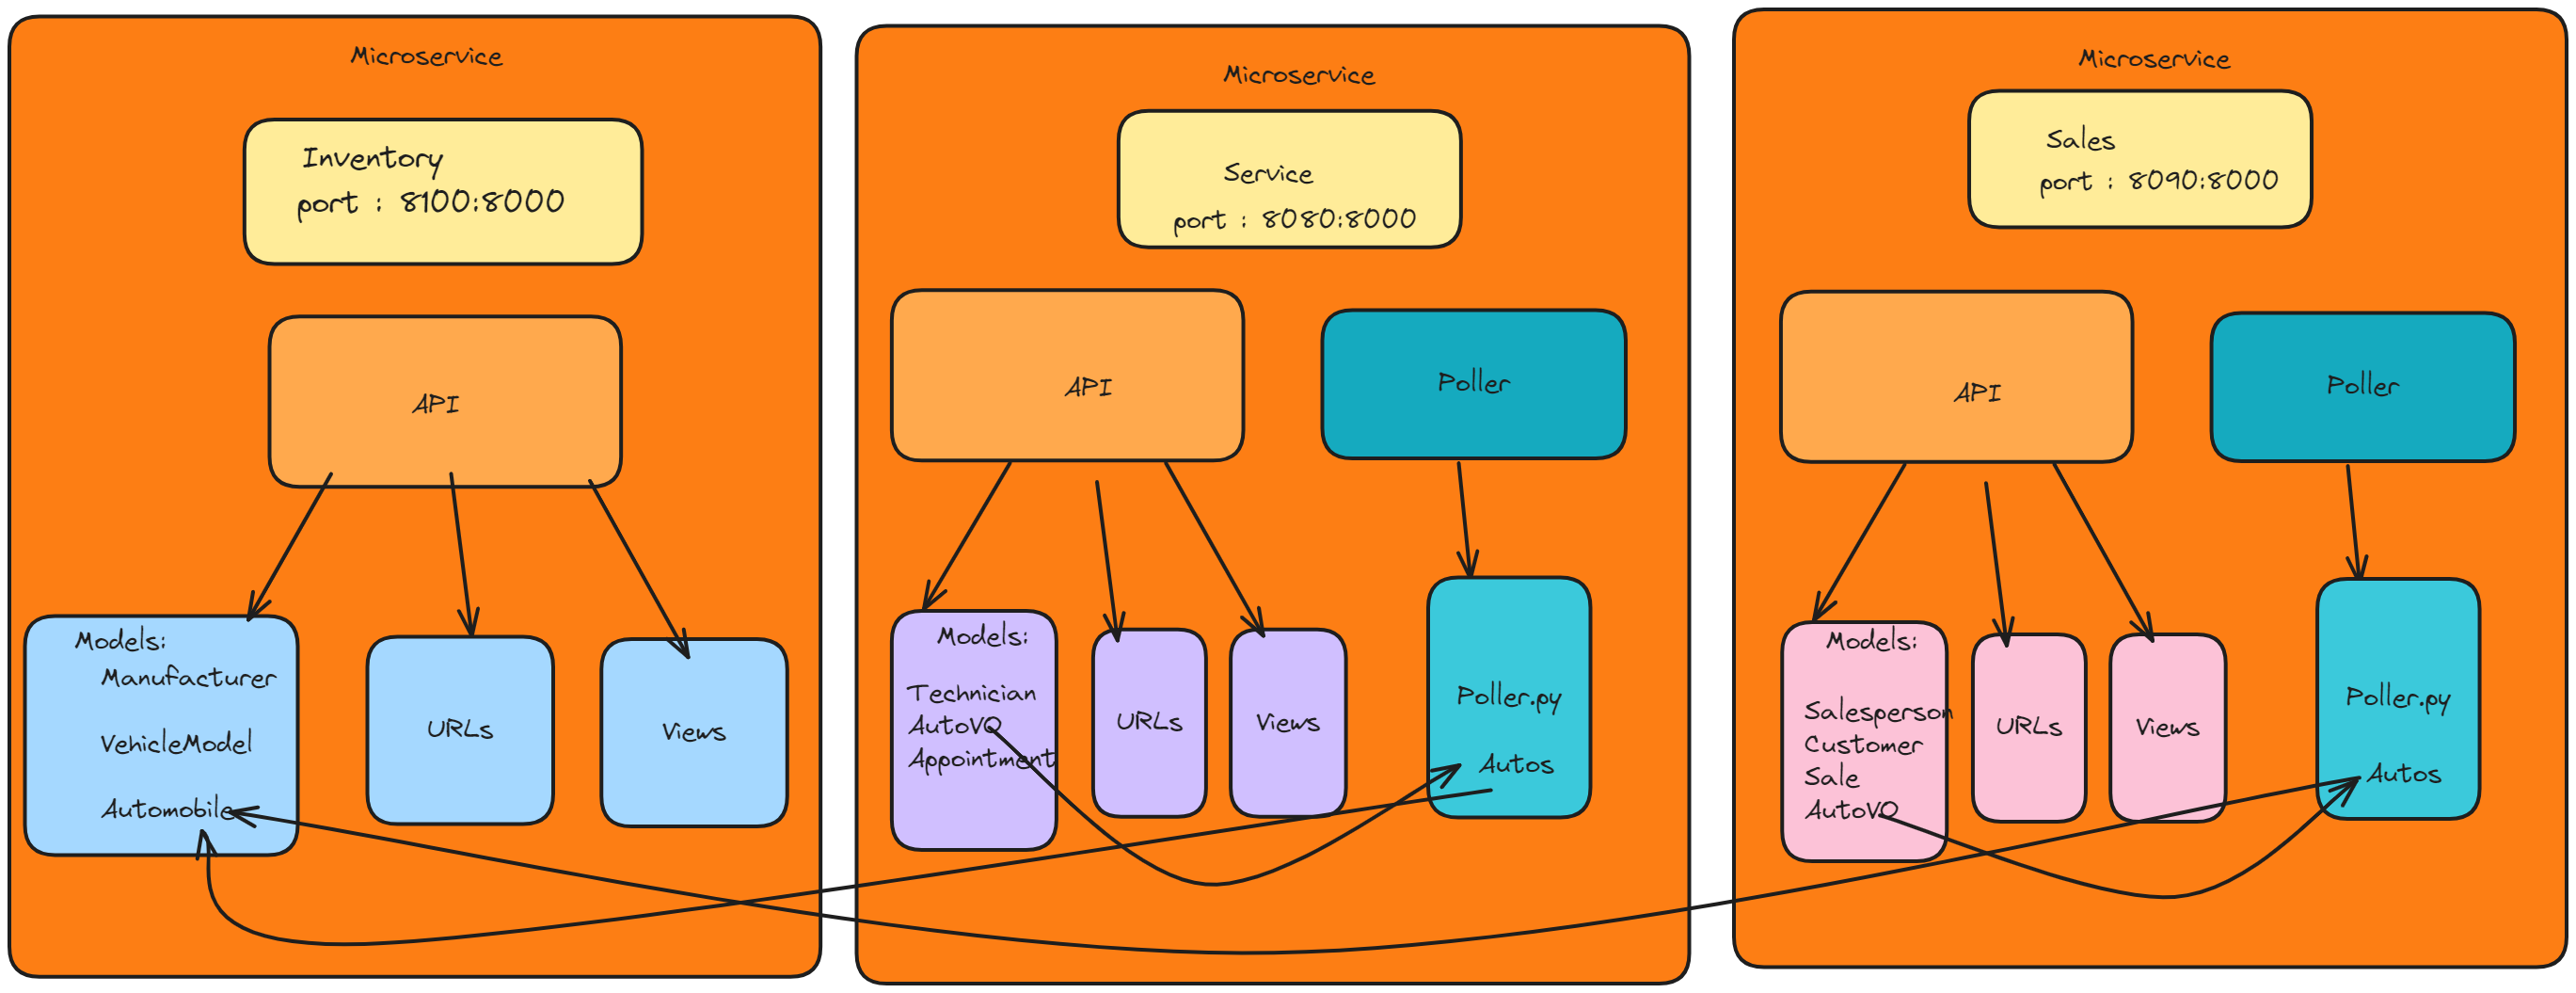 Microservice
Inventory
port : 8100:8000
API
Models:
Manufacturer
VehicleModel
Automobile
URLs
Views
Microservice
Service
port : 8080:8000
API
Poller
Models:
Technician
AutoVO
Appointment
URLs
Views
Poller.py
Autos
Microservice
Sales
port : 8090:8000
API
Poller
Models:
Salesperson
Customer
Sale
AutoVO
URLs
Views
Poller.py
Autos